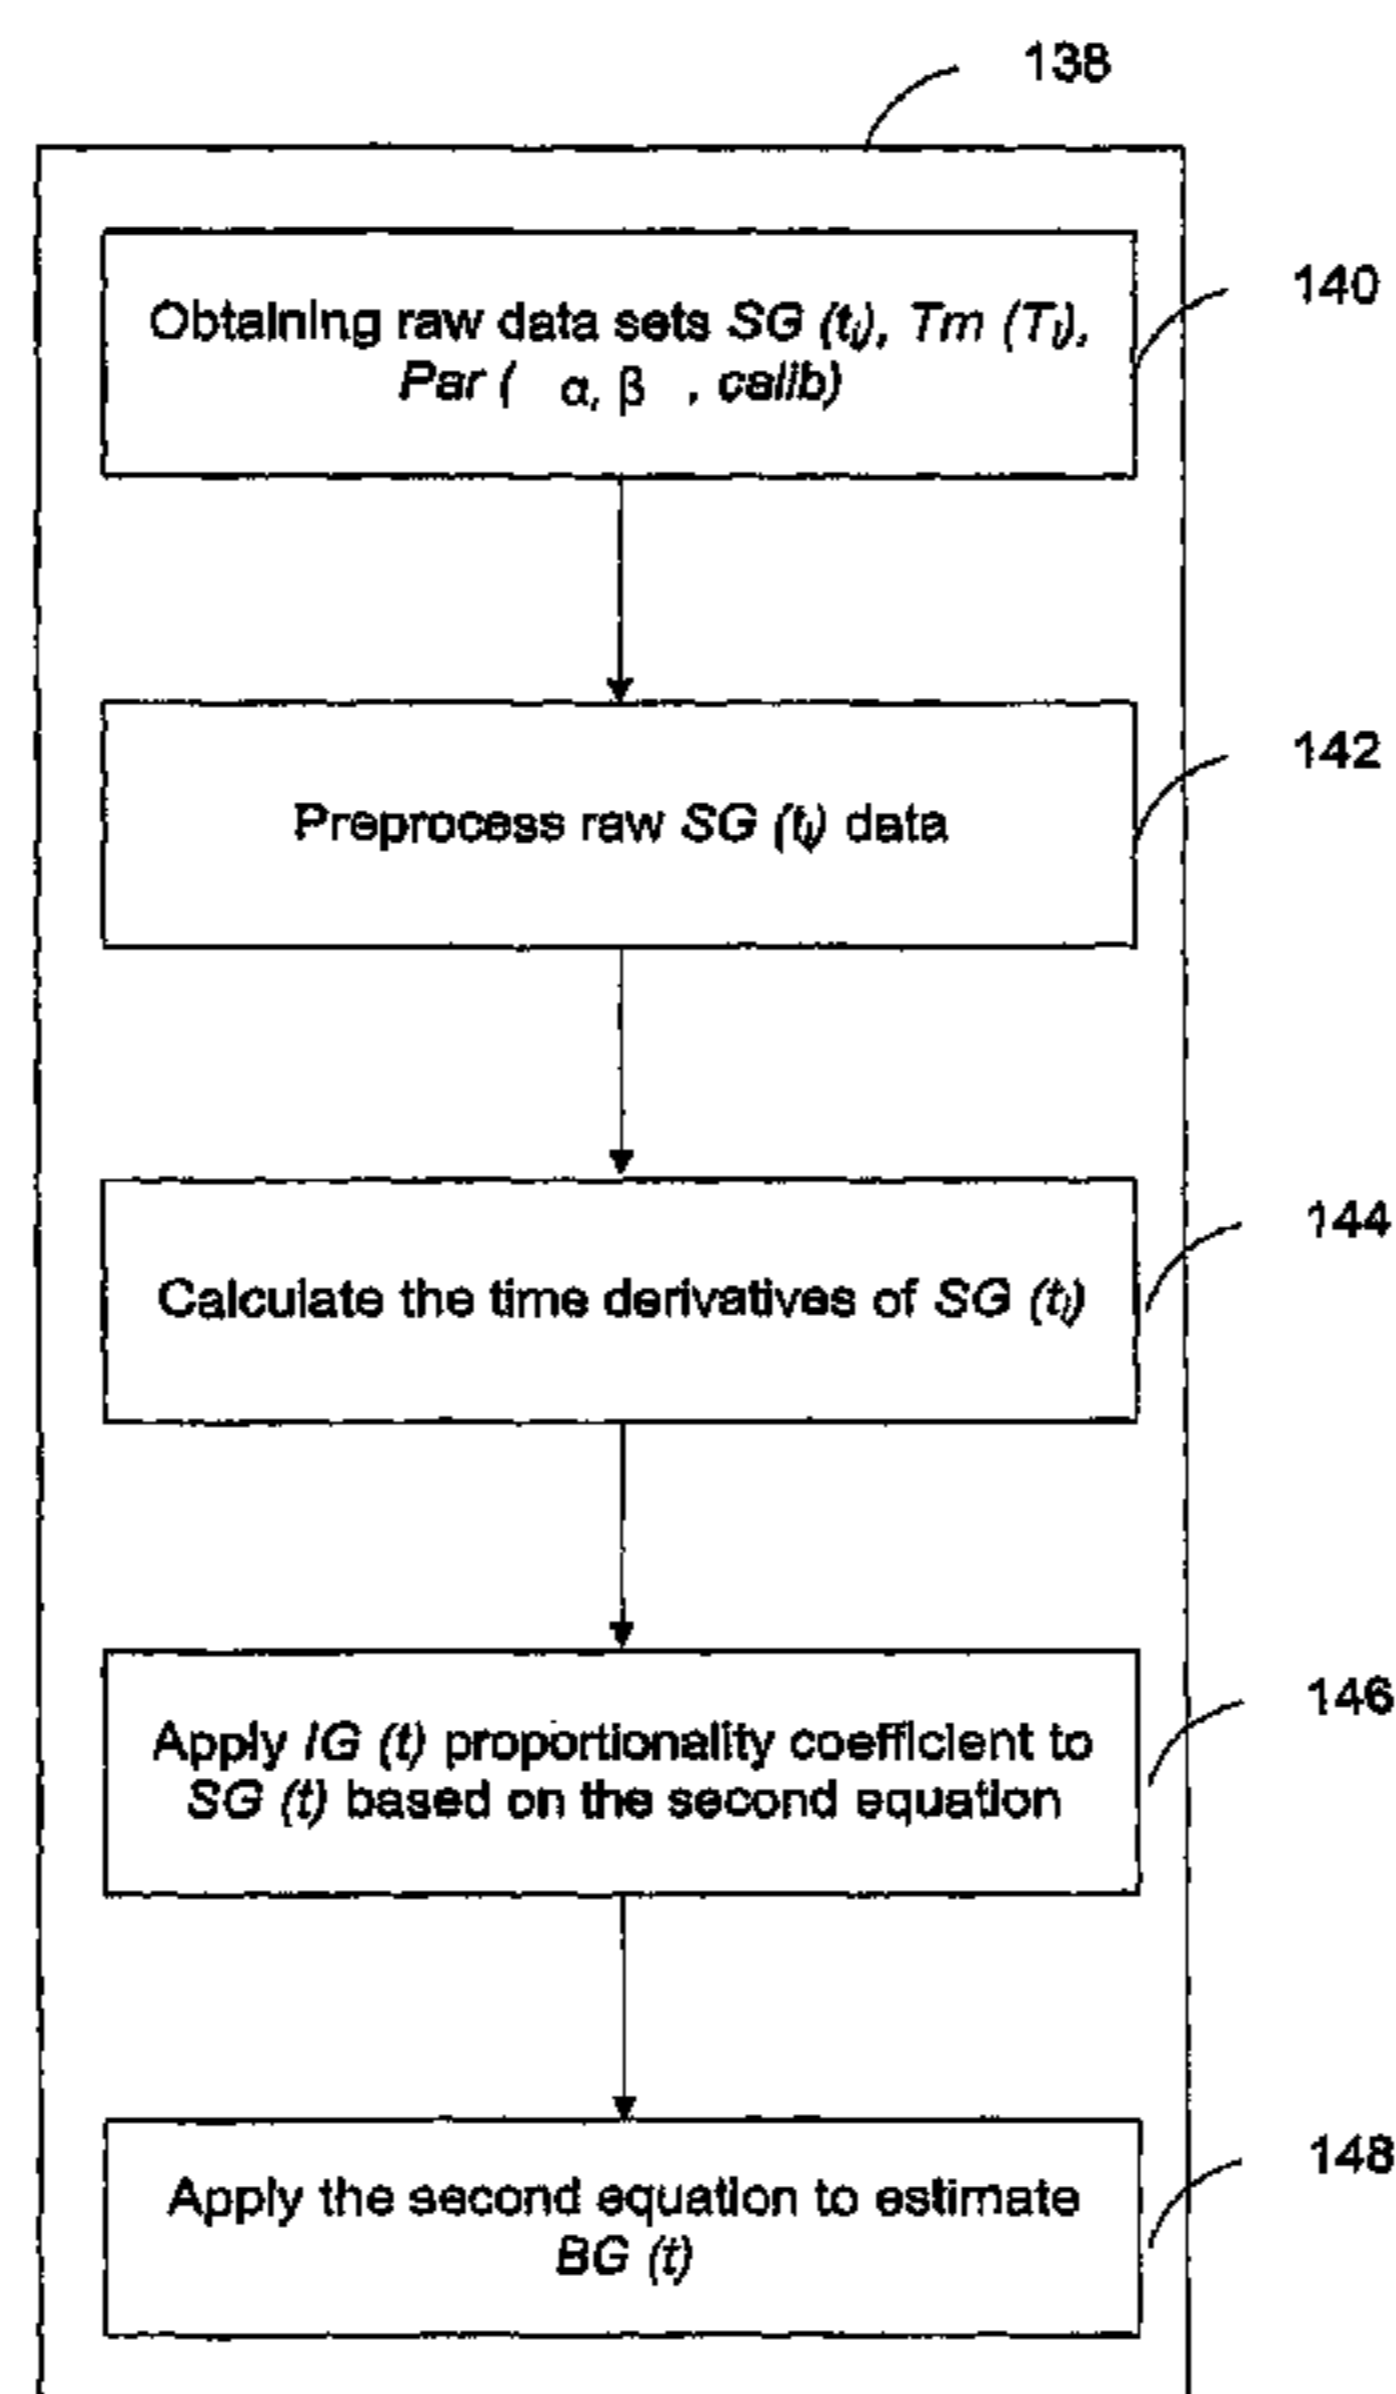 138
Obtaining raw data sets SG (tᵢ), Tm (Tᵢ),
140
Par ( α, β , calib)
142
Preprocess raw SG (tᵢ) data
144
Calculate the time derivatives of SG (tᵢ)
146
Apply IG (t) proportionality coefficient to
SG (t) based on the second equation
148
Apply the second equation to estimate
BG (t)